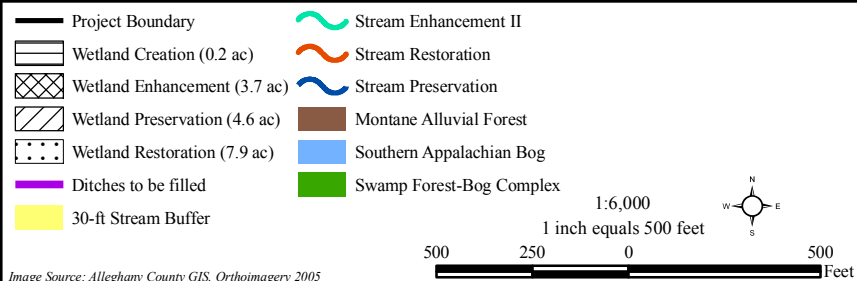 Project Boundary
Wetland Creation (0.2 ac)
Wetland Enhancement (3.7 ac)
Wetland Preservation (4.6 ac)
Wetland Restoration (7.9 ac)
Ditches to be filled
30-ft Stream Buffer
Stream Enhancement II
Stream Restoration
Stream Preservation
Montane Alluvial Forest
Southern Appalachian Bog
Swamp Forest-Bog Complex
1:6,000
1 inch equals 500 feet
N
W E
S
500 250 0 500
Feet
Image Source: Alleghany County GIS, Orthoimagery 2005